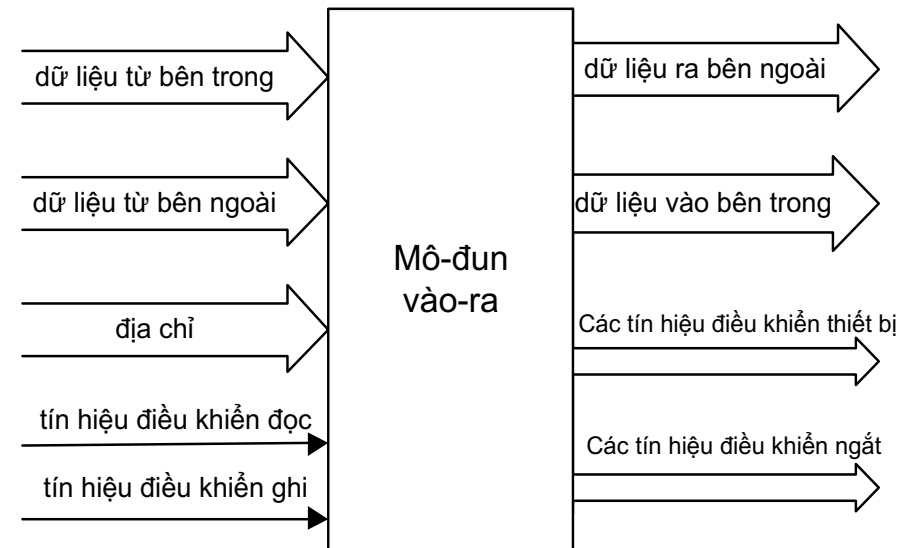 dữ liệu từ bên trong
dữ liệu từ bên ngoài
địa chỉ
tín hiệu điều khiển đọc
tín hiệu điều khiển ghi
Mô-đun
vào-ra
dữ liệu ra bên ngoài
dữ liệu vào bên trong
Các tín hiệu điều khiển thiết bị
Các tín hiệu điều khiển ngắt